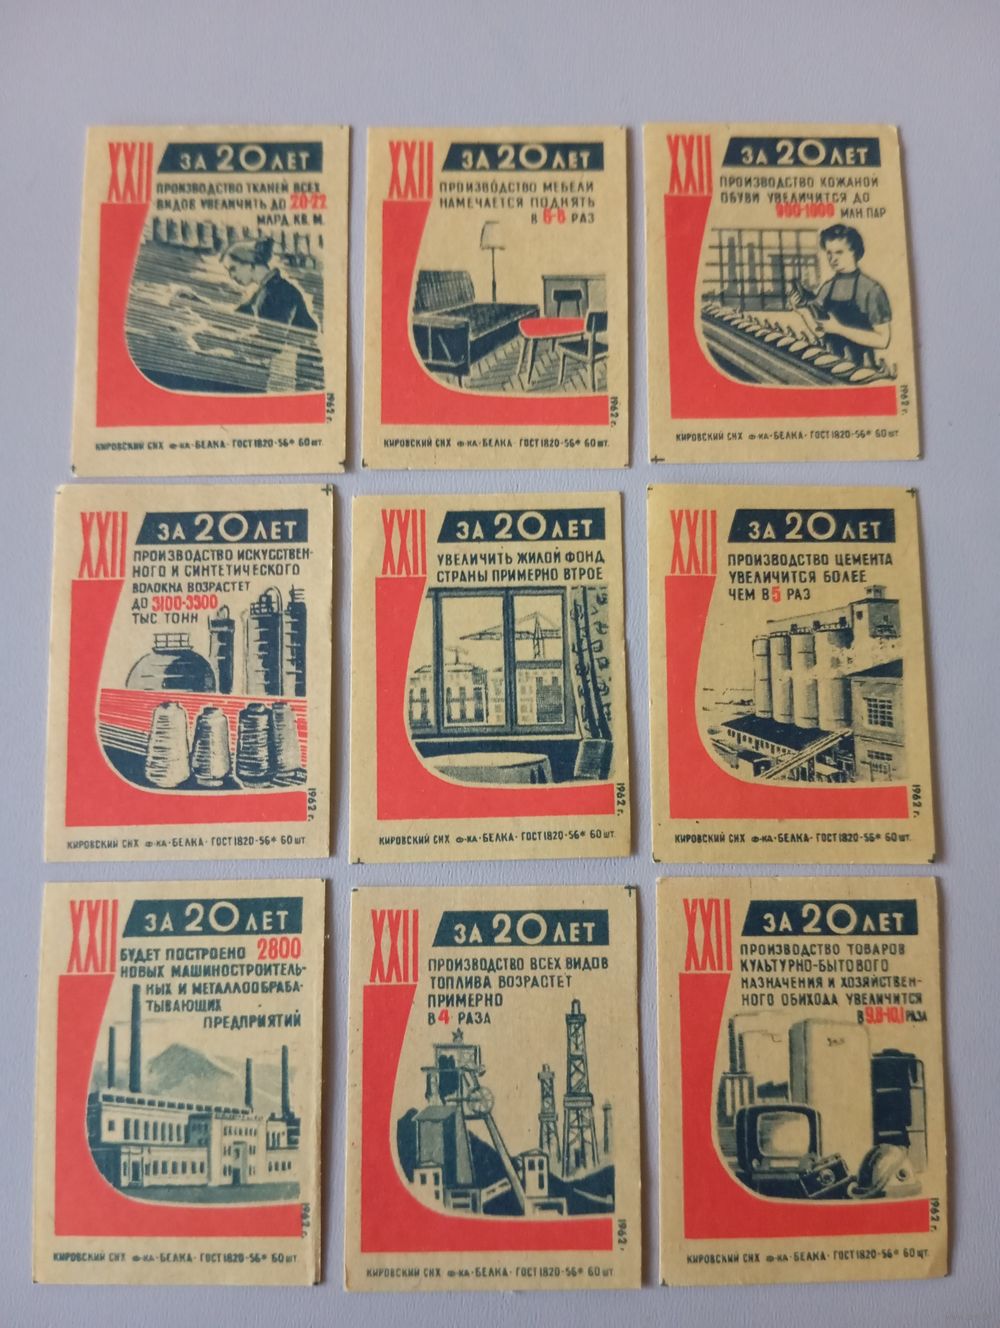 XXII
ЗА 20 ЛЕТ
ПРОИЗВОДСТВО ТКАНЕЙ ВСЕХ
ВИДОВ УВЕЛИЧИТЬ ДО 20-22
МЛРД. КВ. М.
1962 г.
КИРОВСКИЙ СНХ Ф-КА·БЕЛКА· ГОСТ 1820-56* 60 шт.
XXII
ЗА 20 ЛЕТ
ПРОИЗВОДСТВО МЕБЕЛИ
НАМЕЧАЕТСЯ ПОДНЯТЬ
В 6-8 РАЗ
1962 г.
КИРОВСКИЙ СНХ Ф-КА·БЕЛКА· ГОСТ 1820-56* 60 шт.
XXII
ЗА 20 ЛЕТ
ПРОИЗВОДСТВО КОЖАНОЙ
ОБУВИ УВЕЛИЧИТСЯ ДО
900-1000 МЛН. ПАР
1962 г.
КИРОВСКИЙ СНХ Ф-КА·БЕЛКА· ГОСТ 1820-56* 60 шт.
XXII
ЗА 20 ЛЕТ
ПРОИЗВОДСТВО ИСКУССТВЕН-
НОГО И СИНТЕТИЧЕСКОГО
ВОЛОКНА ВОЗРАСТЕТ
ДО 3100-3300
ТЫС ТОНН
1962 г.
КИРОВСКИЙ СНХ Ф-КА·БЕЛКА· ГОСТ 1820-56* 60 шт.
XXII
ЗА 20 ЛЕТ
УВЕЛИЧИТЬ ЖИЛОЙ ФОНД
СТРАНЫ ПРИМЕРНО ВТРОЕ
1962 г.
КИРОВСКИЙ СНХ Ф-КА·БЕЛКА· ГОСТ 1820-56* 60 шт.
XXII
ЗА 20 ЛЕТ
ПРОИЗВОДСТВО ЦЕМЕНТА
УВЕЛИЧИТСЯ БОЛЕЕ
ЧЕМ В 5 РАЗ
1962 г.
КИРОВСКИЙ СНХ Ф-КА·БЕЛКА· ГОСТ 1820-56* 60 шт.
XXII
ЗА 20 ЛЕТ
БУДЕТ ПОСТРОЕНО 2800
НОВЫХ МАШИНОСТРОИТЕЛЬ-
НЫХ И МЕТАЛЛООБРАБА-
ТЫВАЮЩИХ
ПРЕДПРИЯТИЙ
1962 г.
КИРОВСКИЙ СНХ Ф-КА·БЕЛКА· ГОСТ 1820-56* 60 шт.
XXII
ЗА 20 ЛЕТ
ПРОИЗВОДСТВО ВСЕХ ВИДОВ
ТОПЛИВА ВОЗРАСТЕТ
ПРИМЕРНО
В 4 РАЗА
1962 г.
КИРОВСКИЙ СНХ Ф-КА·БЕЛКА· ГОСТ 1820-56* 60 шт.
XXII
ЗА 20 ЛЕТ
ПРОИЗВОДСТВО ТОВАРОВ
КУЛЬТУРНО-БЫТОВОГО
НАЗНАЧЕНИЯ И ХОЗЯЙСТВЕН-
НОГО ОБИХОДА УВЕЛИЧИТСЯ
В 9,8-10,1 РАЗА
1962 г.
КИРОВСКИЙ СНХ Ф-КА·БЕЛКА· ГОСТ 1820-56* 60 шт.